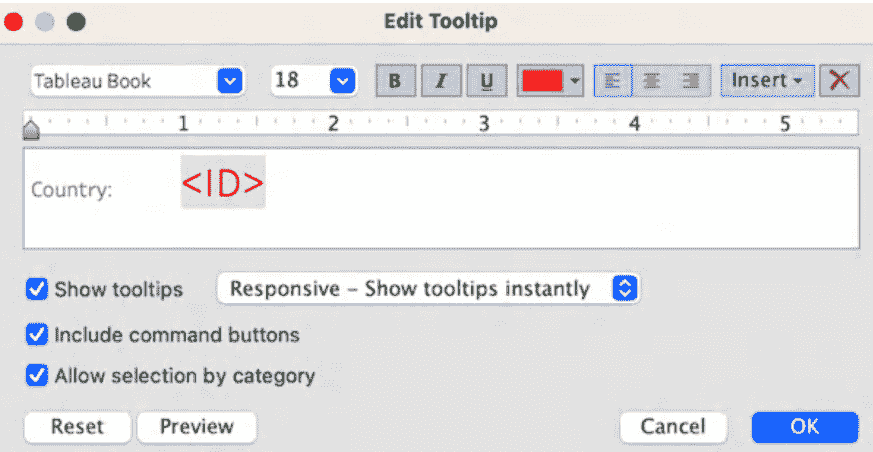 Edit Tooltip
Tableau Book 18 B I U Insert
1 2 3 4 5
Country: <ID>
Show tooltips Responsive – Show tooltips instantly
Include command buttons
Allow selection by category
Reset Preview Cancel OK